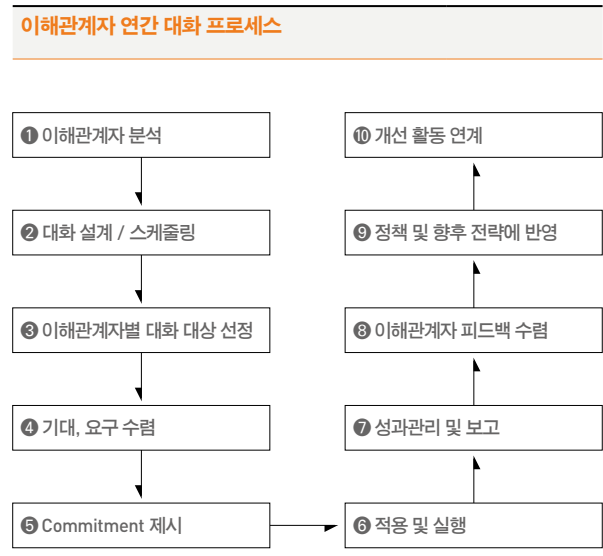 이해관계자 연간 대화 프로세스
❶ 이해관계자 분석
❷ 대화 설계 / 스케줄링
❸ 이해관계자별 대화 대상 선정
❹ 기대, 요구 수렴
❺ Commitment 제시
❻ 적용 및 실행
❼ 성과관리 및 보고
❽ 이해관계자 피드백 수렴
❾ 정책 및 향후 전략에 반영
❿ 개선 활동 연계